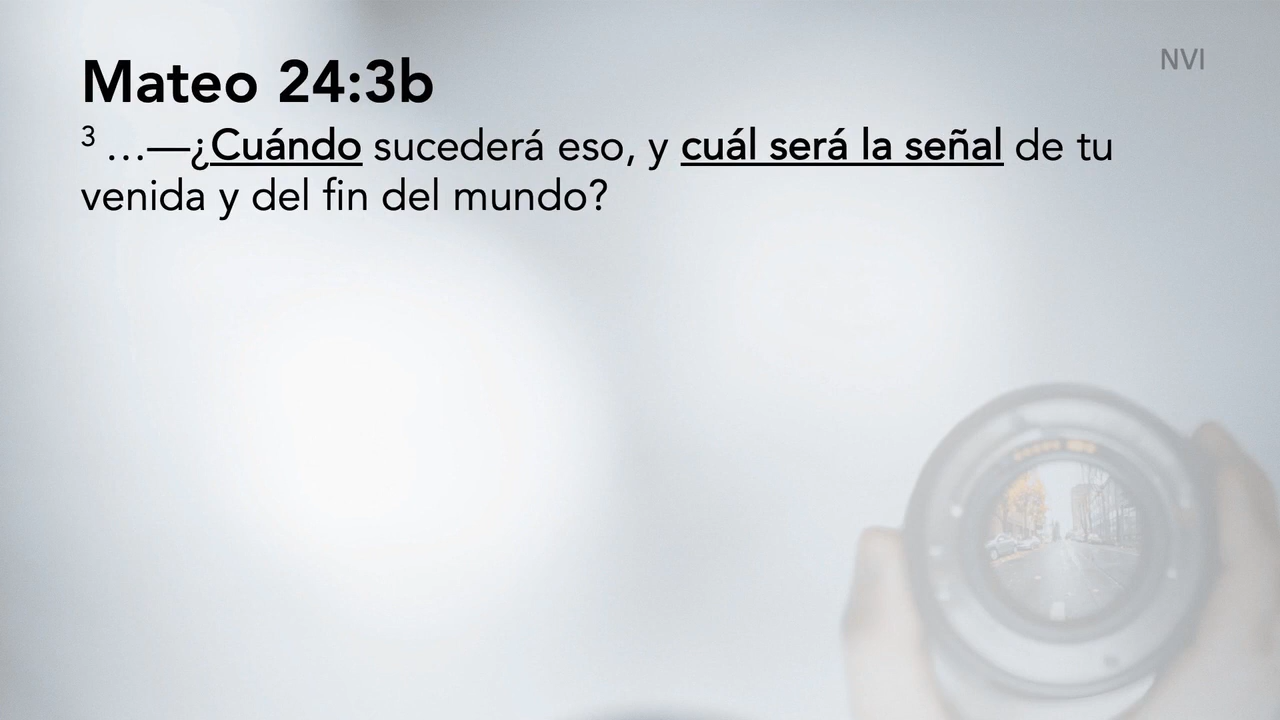 NVI
Mateo 24:3b
3 …—¿Cuándo sucederá eso, y cuál será la señal de tu
venida y del fin del mundo?